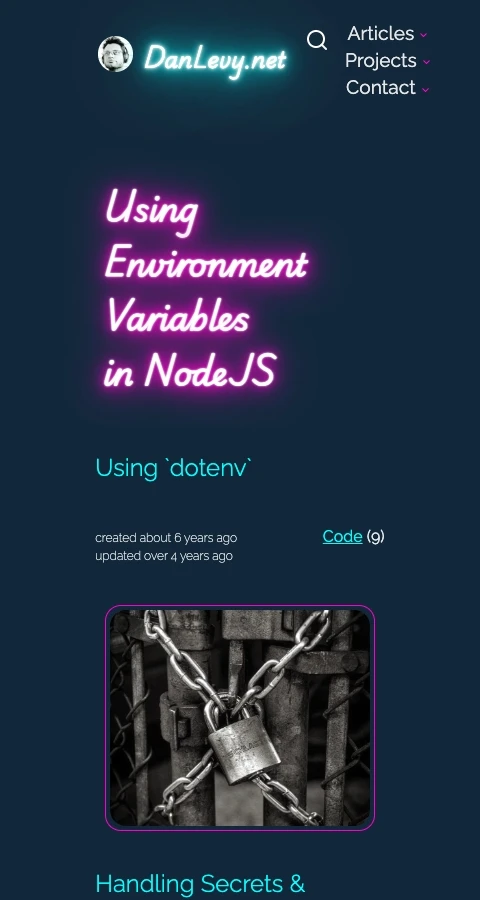 DanLevy.net
Articles
Projects
Contact
Using
Environment
Variables
in NodeJS
Using `dotenv`
created about 6 years ago
Code (9)
updated over 4 years ago
Handling Secrets &